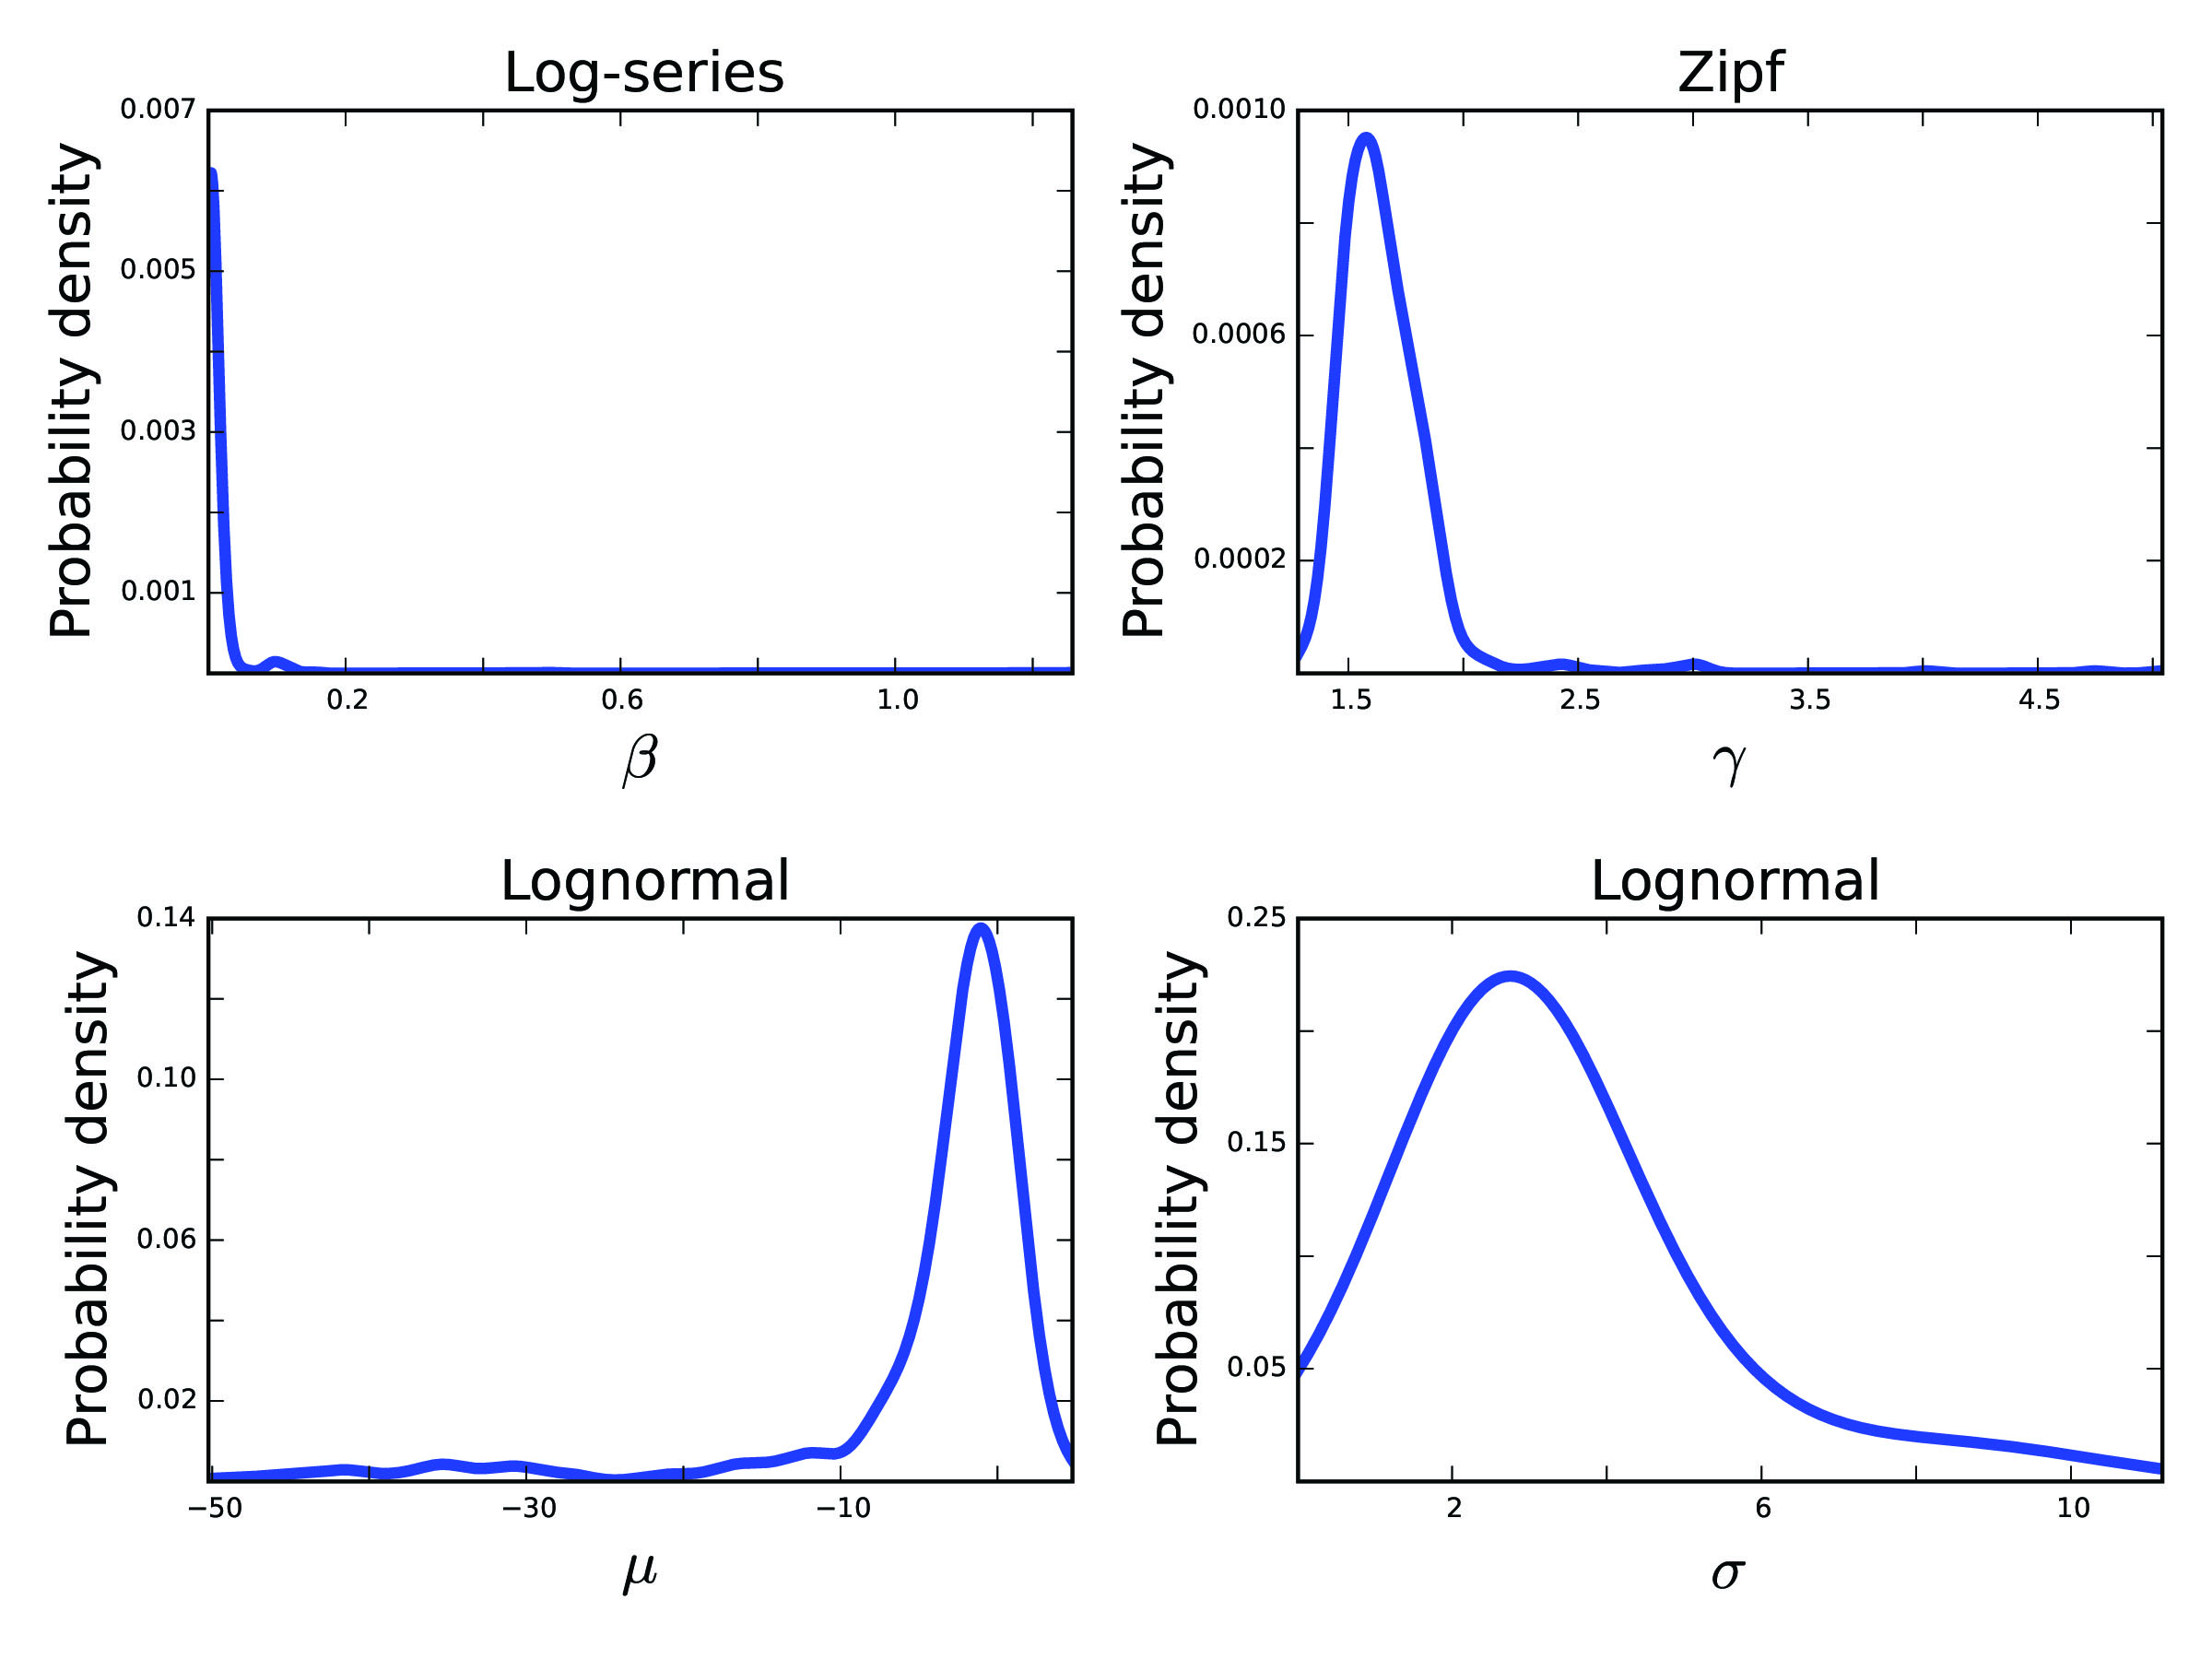 Log-series
Probability density
0.007
0.005
0.003
0.001
0.2 0.6 1.0
β
Zipf
Probability density
0.0010
0.0006
0.0002
1.5 2.5 3.5 4.5
γ
Lognormal
Probability density
0.14
0.10
0.06
0.02
−50 −30 −10
μ
Lognormal
Probability density
0.25
0.15
0.05
2 6 10
σ